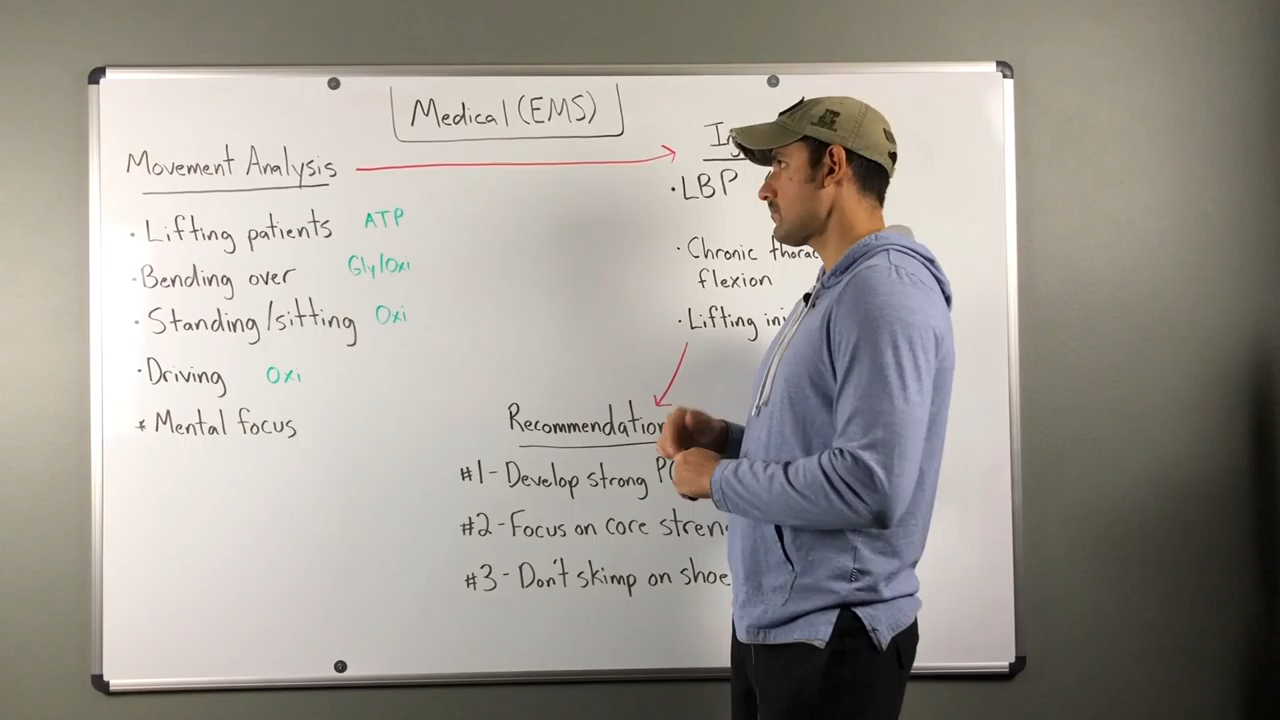 Medical (EMS)
Movement Analysis
• Lifting patients ATP
• Bending over Gly/Oxi
• Standing/sitting Oxi
• Driving Oxi
* Mental focus
• LBP
• Chronic
flexion
• Lifting
Recommendation
#1 - Develop strong
#2 - Focus on core
#3 - Don't skimp on shoe